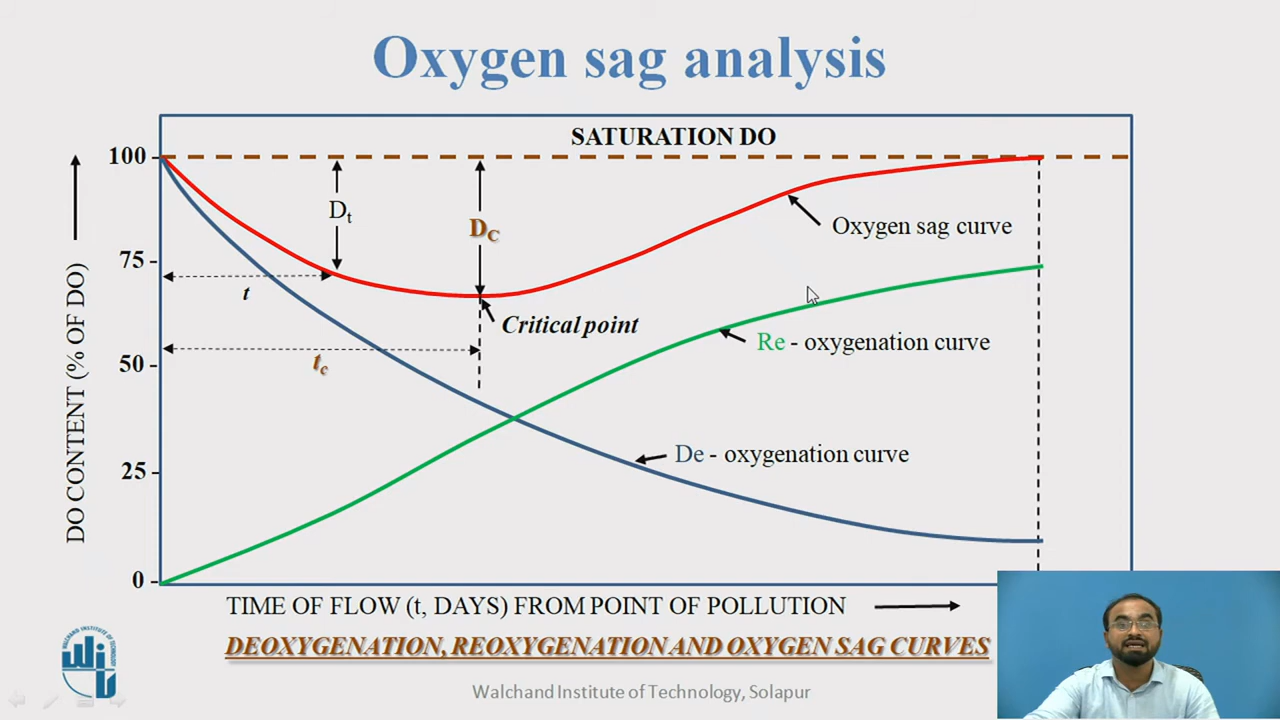 Oxygen sag analysis
SATURATION DO
100
75
50
25
0
DO CONTENT (% OF DO)
Dt
DC
t
tc
Critical point
Oxygen sag curve
Re - oxygenation curve
De - oxygenation curve
TIME OF FLOW (t, DAYS) FROM POINT OF POLLUTION
DEOXYGENATION, REOXYGENATION AND OXYGEN SAG CURVES
Walchand Institute of Technology, Solapur